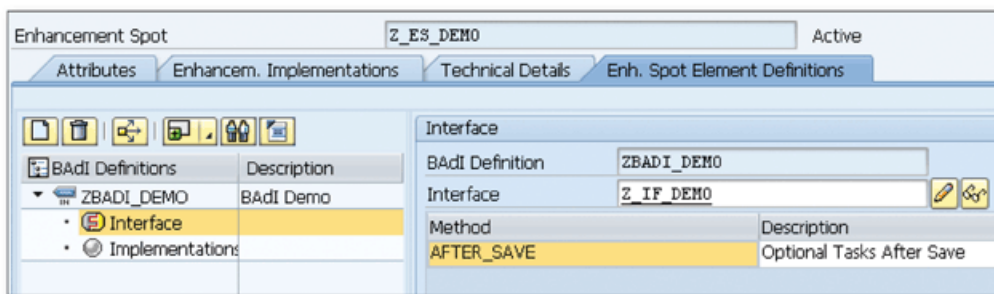 Enhancement Spot Z_ES_DEMO Active
Attributes Enhancem. Implementations Technical Details Enh. Spot Element Definitions
Interface
BAdI Definitions Description
BAdI Definition ZBADI_DEMO
ZBADI_DEMO BAdI Demo
Interface Z_IF_DEMO
Interface
Method Description
Implementations
AFTER_SAVE Optional Tasks After Save